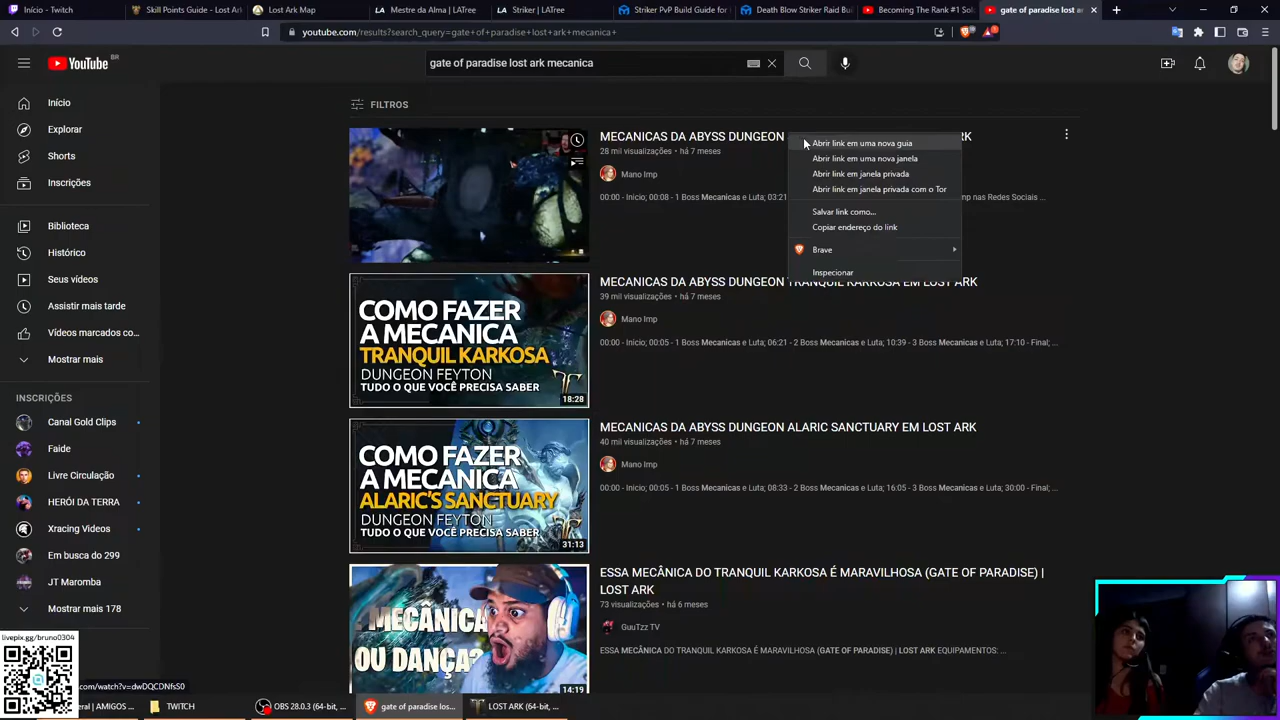 Início - Twitch
Skill Points Guide - Lost Ark
Lost Ark Map
Mestre da Alma | LATree
Striker | LATree
Striker PvP Build Guide for
Death Blow Striker Raid Buil
Becoming The Rank #1 Sol
gate of paradise lost ar
youtube.com/results?search_query=gate+of+paradise+lost+ark+mecanica+
YouTube BR
gate of paradise lost ark mecanica
Início
Explorar
Shorts
Inscrições
Biblioteca
Histórico
Seus vídeos
Assistir mais tarde
Vídeos marcados co...
Mostrar mais
INSCRIÇÕES
Canal Gold Clips
Faide
Livre Circulação
HERÓI DA TERRA
Xracing Videos
Em busca do 299
JT Maromba
Mostrar mais 178
FILTROS
MECANICAS DA ABYSS DUNGEON
RK
28 mil visualizações • há 7 meses
Mano Imp
00:00 - Inicio; 00:08 - 1 Boss Mecanicas e Luta; 03:21
np nas Redes Sociais ...
Abrir link em uma nova guia
Abrir link em uma nova janela
Abrir link em janela privada
Abrir link em janela privada com o Tor
Salvar link como...
Copiar endereço do link
Brave
Inspecionar
COMO FAZER
A MECANICA
TRANQUIL KARKOSA
DUNGEON FEYTON
TUDO O QUE VOCÊ PRECISA SABER
18:28
MECANICAS DA ABYSS DUNGEON TRANQUIL KARKOSA EM LOST ARK
39 mil visualizações • há 7 meses
Mano Imp
00:00 - Inicio; 00:05 - 1 Boss Mecanicas e Luta; 06:21 - 2 Boss Mecanicas e Luta; 10:39 - 3 Boss Mecanicas e Luta; 17:10 - Final; ...
COMO FAZER
A MECANICA
ALARIC'S SANCTUARY
DUNGEON FEYTON
TUDO O QUE VOCÊ PRECISA SABER
31:13
MECANICAS DA ABYSS DUNGEON ALARIC SANCTUARY EM LOST ARK
40 mil visualizações • há 7 meses
Mano Imp
00:00 - Inicio; 00:05 - 1 Boss Mecanicas e Luta; 08:33 - 2 Boss Mecanicas e Luta; 16:05 - 3 Boss Mecanicas e Luta; 30:00 - Final; ...
MECÂNICA
OU DANÇA?
14:19
ESSA MECÂNICA DO TRANQUIL KARKOSA É MARAVILHOSA (GATE OF PARADISE) |
LOST ARK
73 visualizações • há 6 meses
GuuTzz TV
ESSA MECÂNICA DO TRANQUIL KARKOSA É MARAVILHOSA (GATE OF PARADISE) | LOST ARK EQUIPAMENTOS: ...
livepix.gg/bruno0304
.com/watch?v=dwDQCDNfsS0
eral | AMIGOS ...
TWITCH
OBS 28.0.3 (64-bit, ...
gate of paradise los...
LOST ARK (64-bit, ...